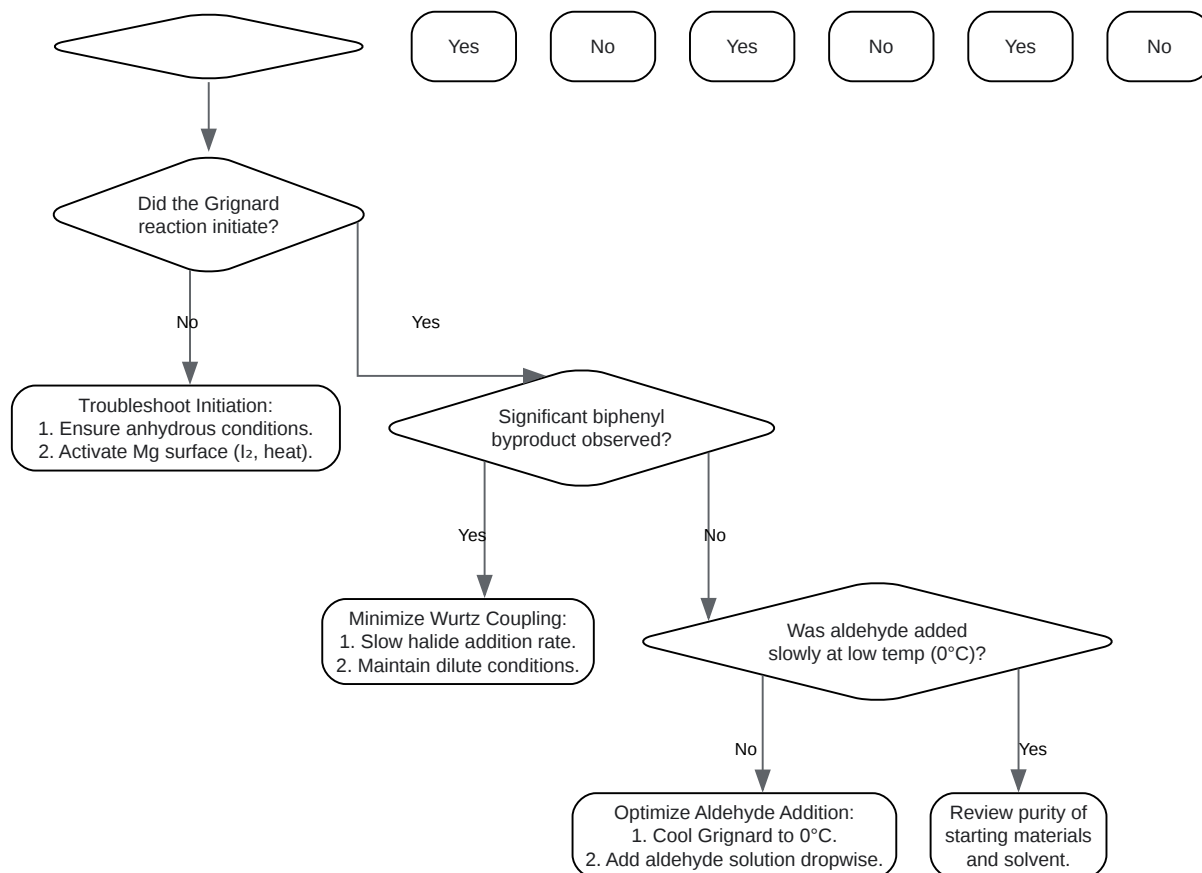 Yes
No
Yes
No
Yes
No
Did the Grignard
reaction initiate?
No
Yes
Troubleshoot Initiation:
1. Ensure anhydrous conditions.
2. Activate Mg surface (I₂, heat).
Significant biphenyl
byproduct observed?
Yes
No
Minimize Wurtz Coupling:
1. Slow halide addition rate.
2. Maintain dilute conditions.
Was aldehyde added
slowly at low temp (0°C)?
No
Yes
Optimize Aldehyde Addition:
1. Cool Grignard to 0°C.
2. Add aldehyde solution dropwise.
Review purity of
starting materials
and solvent.